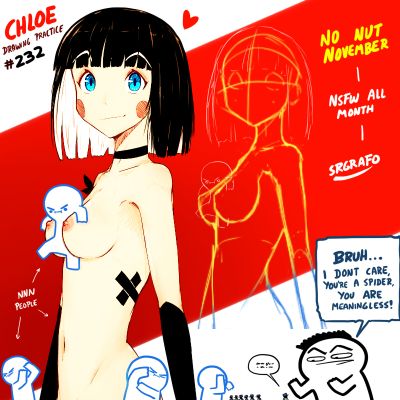 CHLOE
DRAWING PRACTICE
#232
NO NUT
NOVEMBER
NSFW ALL
MONTH
SRGRAFO
NNN
PEOPLE
BRUH...
I DONT CARE,
YOU'RE A SPIDER,
YOU ARE
MEANINGLESS!